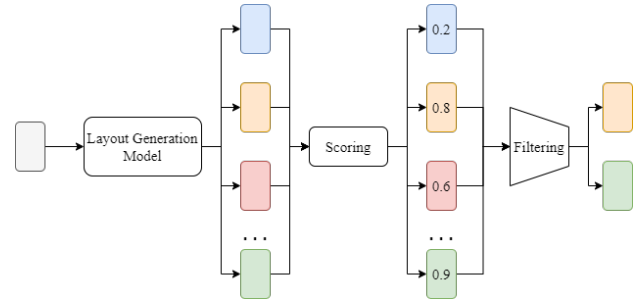 Layout Generation
Model
...
Scoring
0.2
0.8
0.6
...
0.9
Filtering